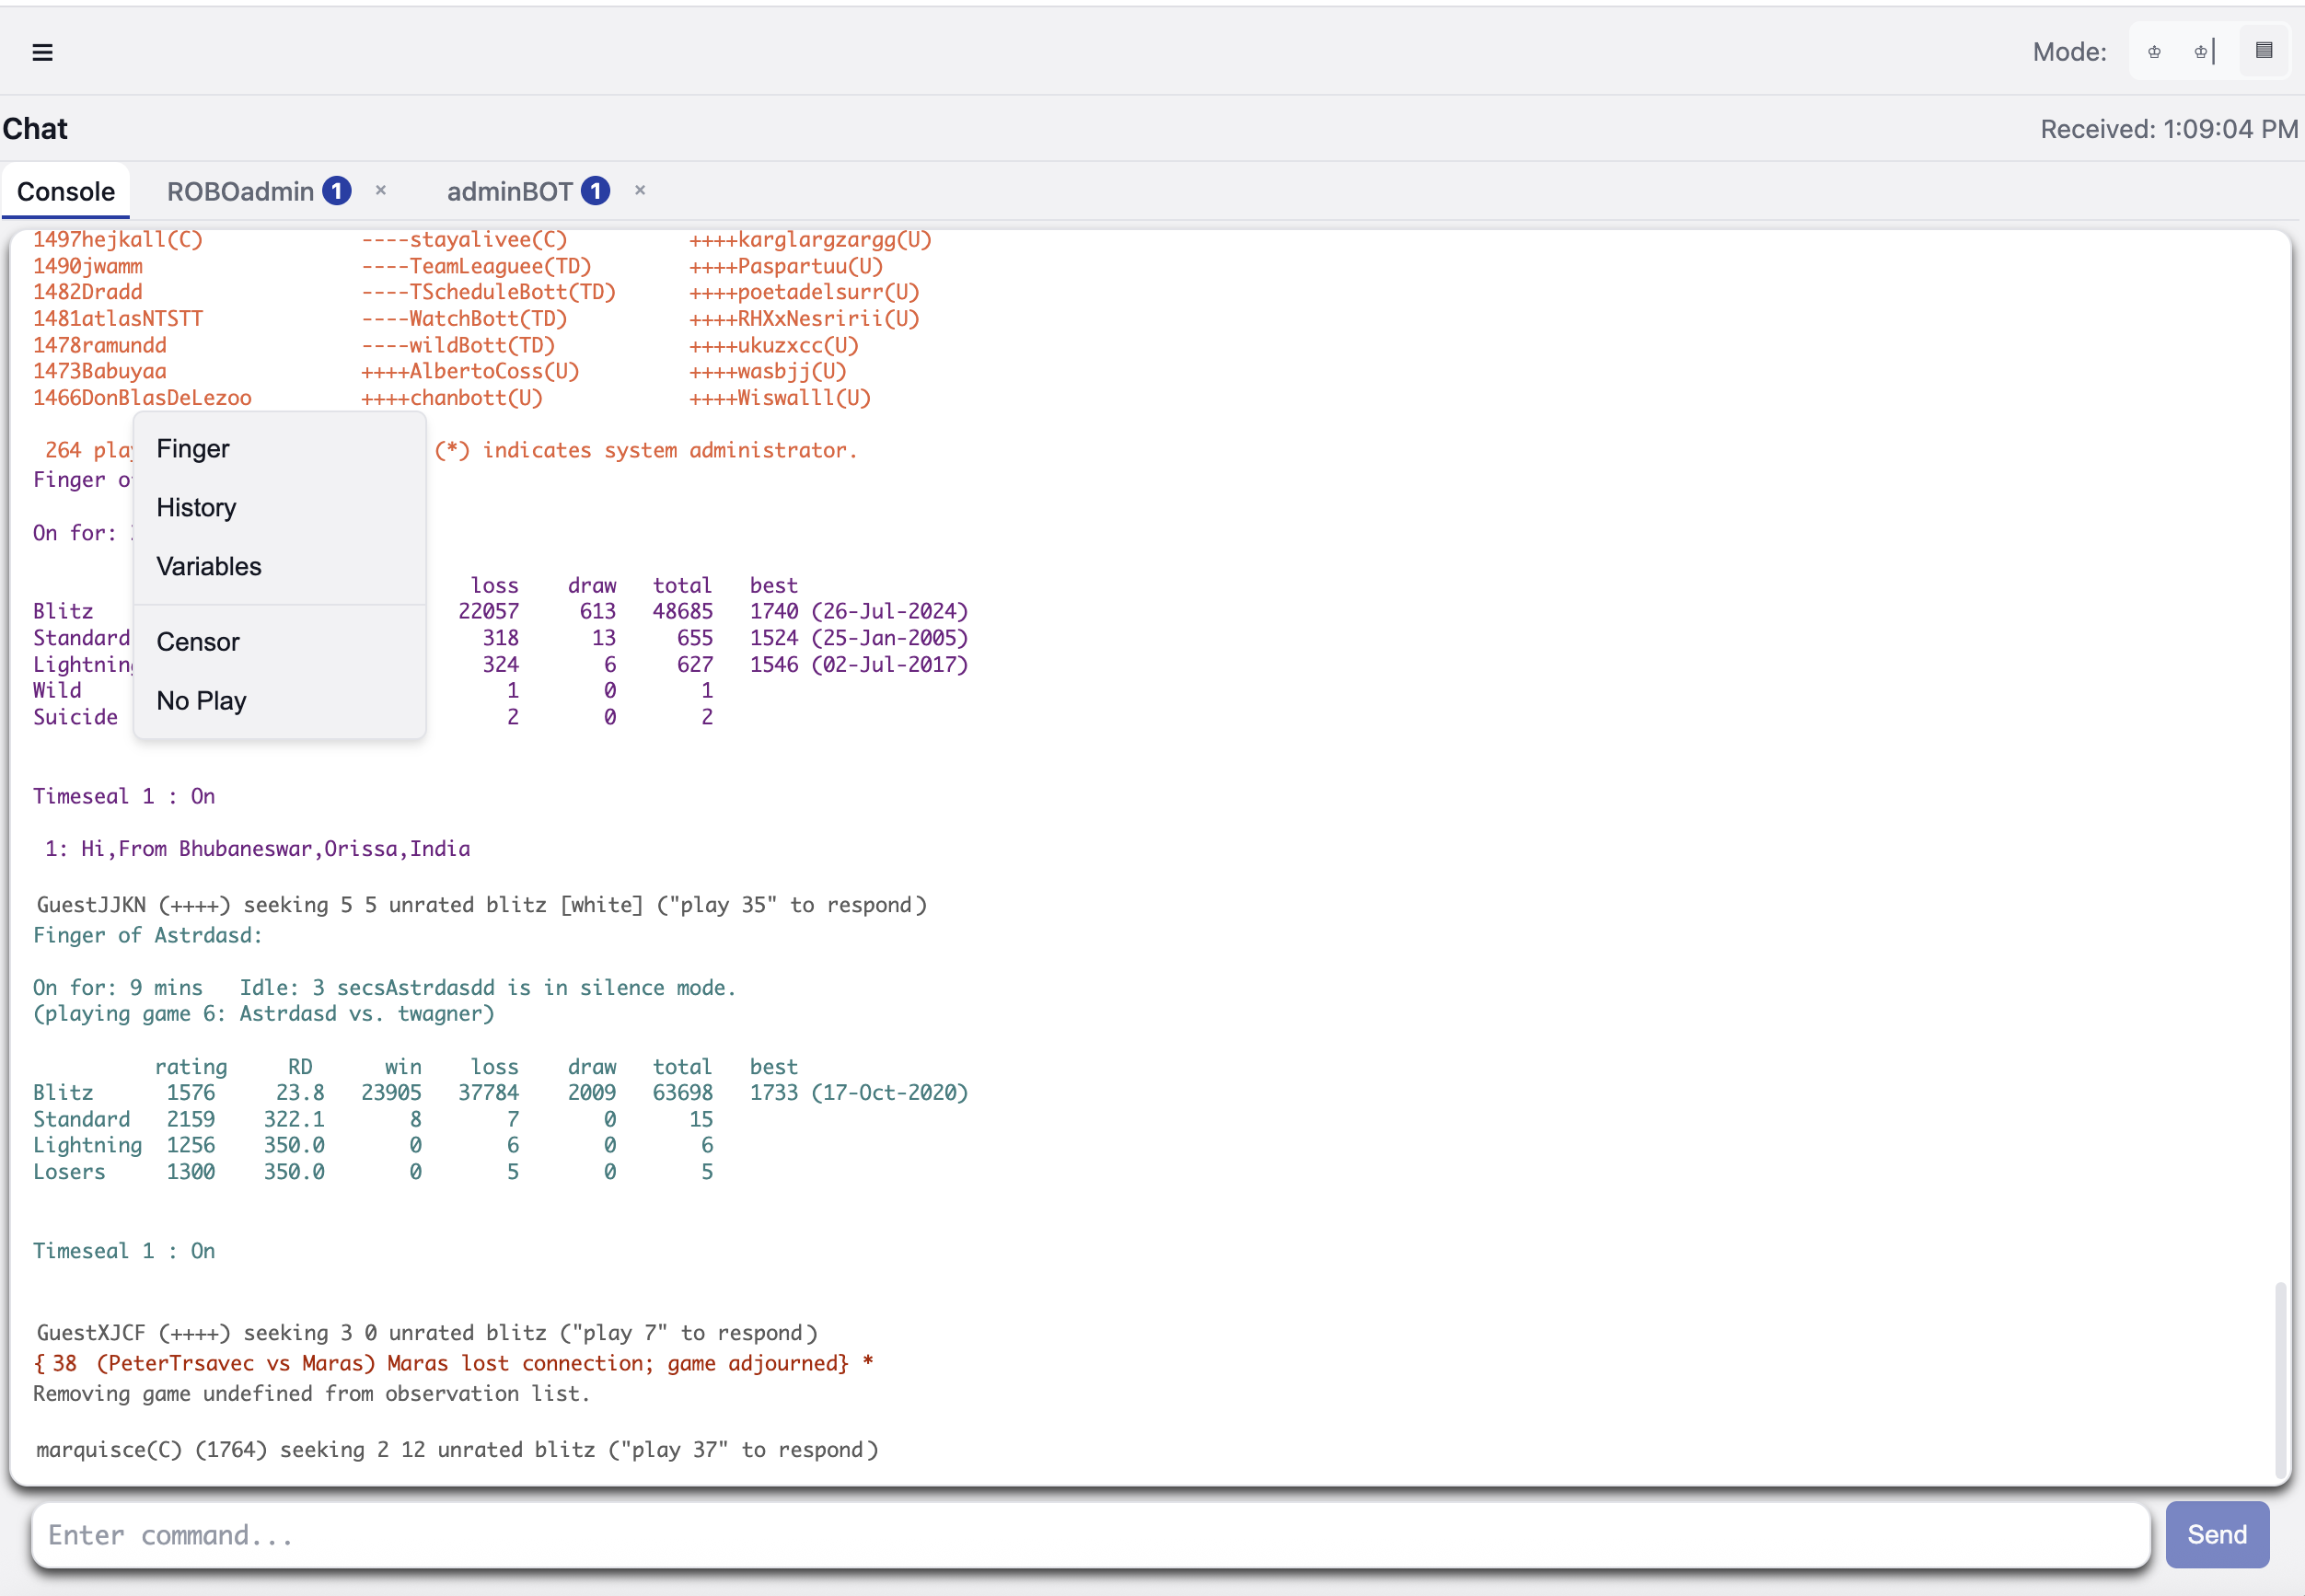 Mode:
Chat
Received: 1:09:04 PM
Console ROBOadmin 1 × adminBOT 1 ×
1497hejkall(C) ----stayalivee(C) ++++karglargzargg(U)
1490jwamm ----TeamLeaguee(TD) ++++Paspartuu(U)
1482Dradd ----TScheduleBott(TD) ++++poetadelsurr(U)
1481atlasNTSTT ----WatchBott(TD) ++++RHXxNesririi(U)
1478ramundd ----wildBott(TD) ++++ukuzxcc(U)
1473Babuyaa ++++AlbertoCoss(U) ++++wasbjj(U)
1466DonBlasDeLezoo ++++chanbott(U) ++++Wiswalll(U)
264 (*) indicates system administrator.
Finger
On for:
loss draw total best
Blitz 22057 613 48685 1740 (26-Jul-2024)
Standard 318 13 655 1524 (25-Jan-2005)
Lightning 324 6 627 1546 (02-Jul-2017)
Wild 1 0 1
Suicide 2 0 2
Finger
History
Variables
Censor
No Play
Timeseal 1 : On
1: Hi,From Bhubaneswar,Orissa,India
GuestJJKN (++++) seeking 5 5 unrated blitz [white] ("play 35" to respond)
Finger of Astrdasd:
On for: 9 mins Idle: 3 secsAstrdasdd is in silence mode.
(playing game 6: Astrdasd vs. twagner)
rating RD win loss draw total best
Blitz 1576 23.8 23905 37784 2009 63698 1733 (17-Oct-2020)
Standard 2159 322.1 8 7 0 15
Lightning 1256 350.0 0 6 0 6
Losers 1300 350.0 0 5 0 5
Timeseal 1 : On
GuestXJCF (++++) seeking 3 0 unrated blitz ("play 7" to respond)
{ 38 (PeterTrsavec vs Maras) Maras lost connection; game adjourned} *
Removing game undefined from observation list.
marquisce(C) (1764) seeking 2 12 unrated blitz ("play 37" to respond)
Enter command...
Send